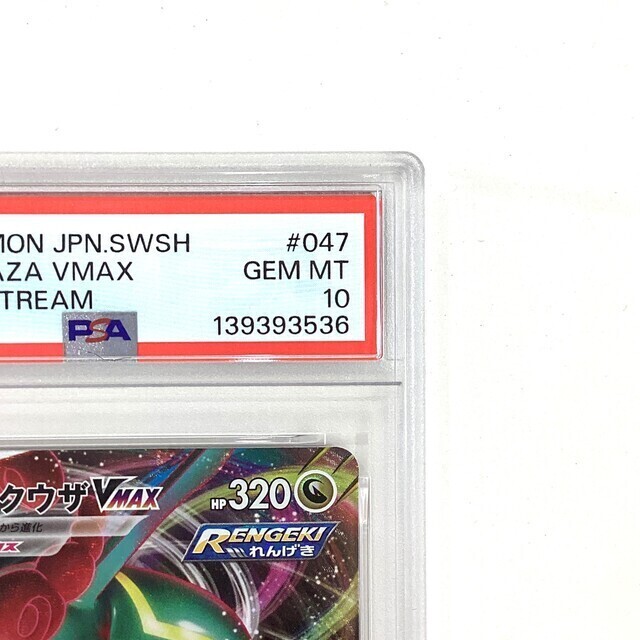 MON JPN.SWSH #047
AZA VMAX GEM MT
TREAM 10
PSA 139393536
クウザVMAX HP320
から進化
RENGEKI
れんげき